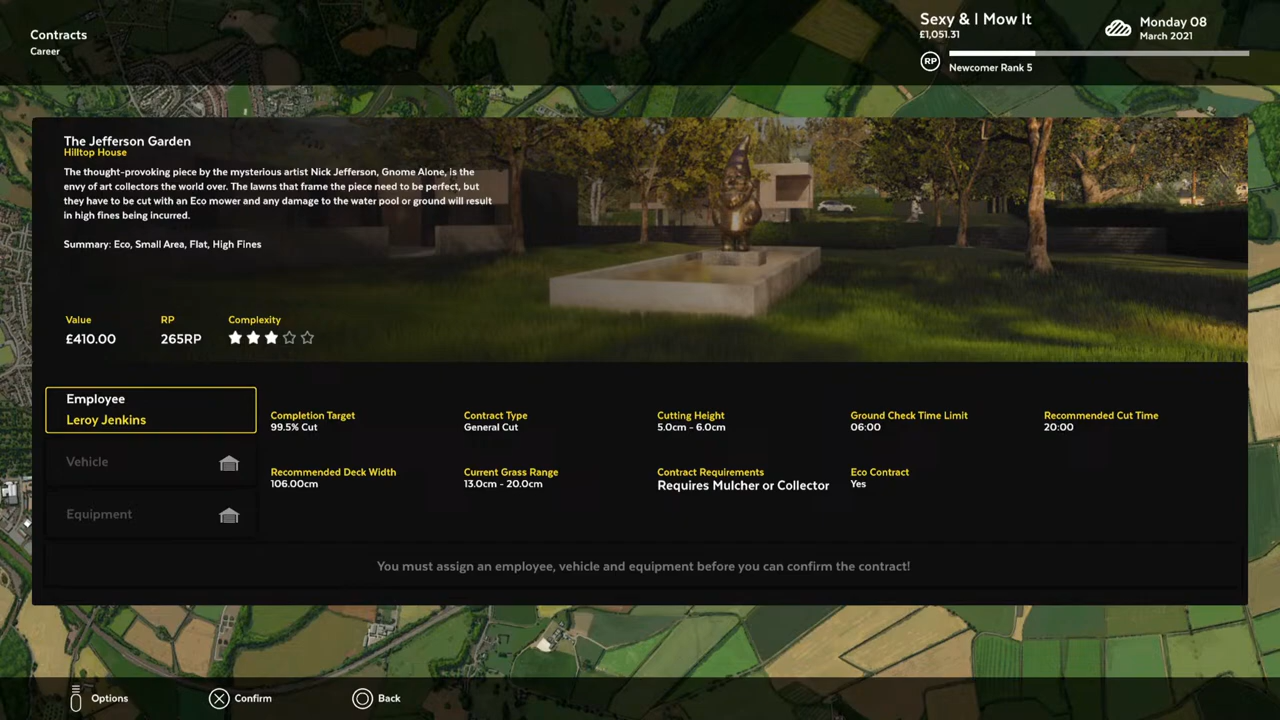 Contracts
Career
Sexy & I Mow It
£1,051.31
Monday 08
March 2021
RP
Newcomer Rank 5
The Jefferson Garden
Hilltop House
The thought-provoking piece by the mysterious artist Nick Jefferson, Gnome Alone, is the
envy of art collectors the world over. The lawns that frame the piece need to be perfect, but
they have to be cut with an Eco mower and any damage to the water pool or ground will result
in high fines being incurred.
Summary: Eco, Small Area, Flat, High Fines
Value
RP
Complexity
£410.00
265RP
Employee
Leroy Jenkins
Vehicle
Equipment
Completion Target
99.5% Cut
Contract Type
General Cut
Cutting Height
5.0cm - 6.0cm
Ground Check Time Limit
06:00
Recommended Cut Time
20:00
Recommended Deck Width
106.00cm
Current Grass Range
13.0cm - 20.0cm
Contract Requirements
Requires Mulcher or Collector
Eco Contract
Yes
You must assign an employee, vehicle and equipment before you can confirm the contract!
Options
Confirm
Back